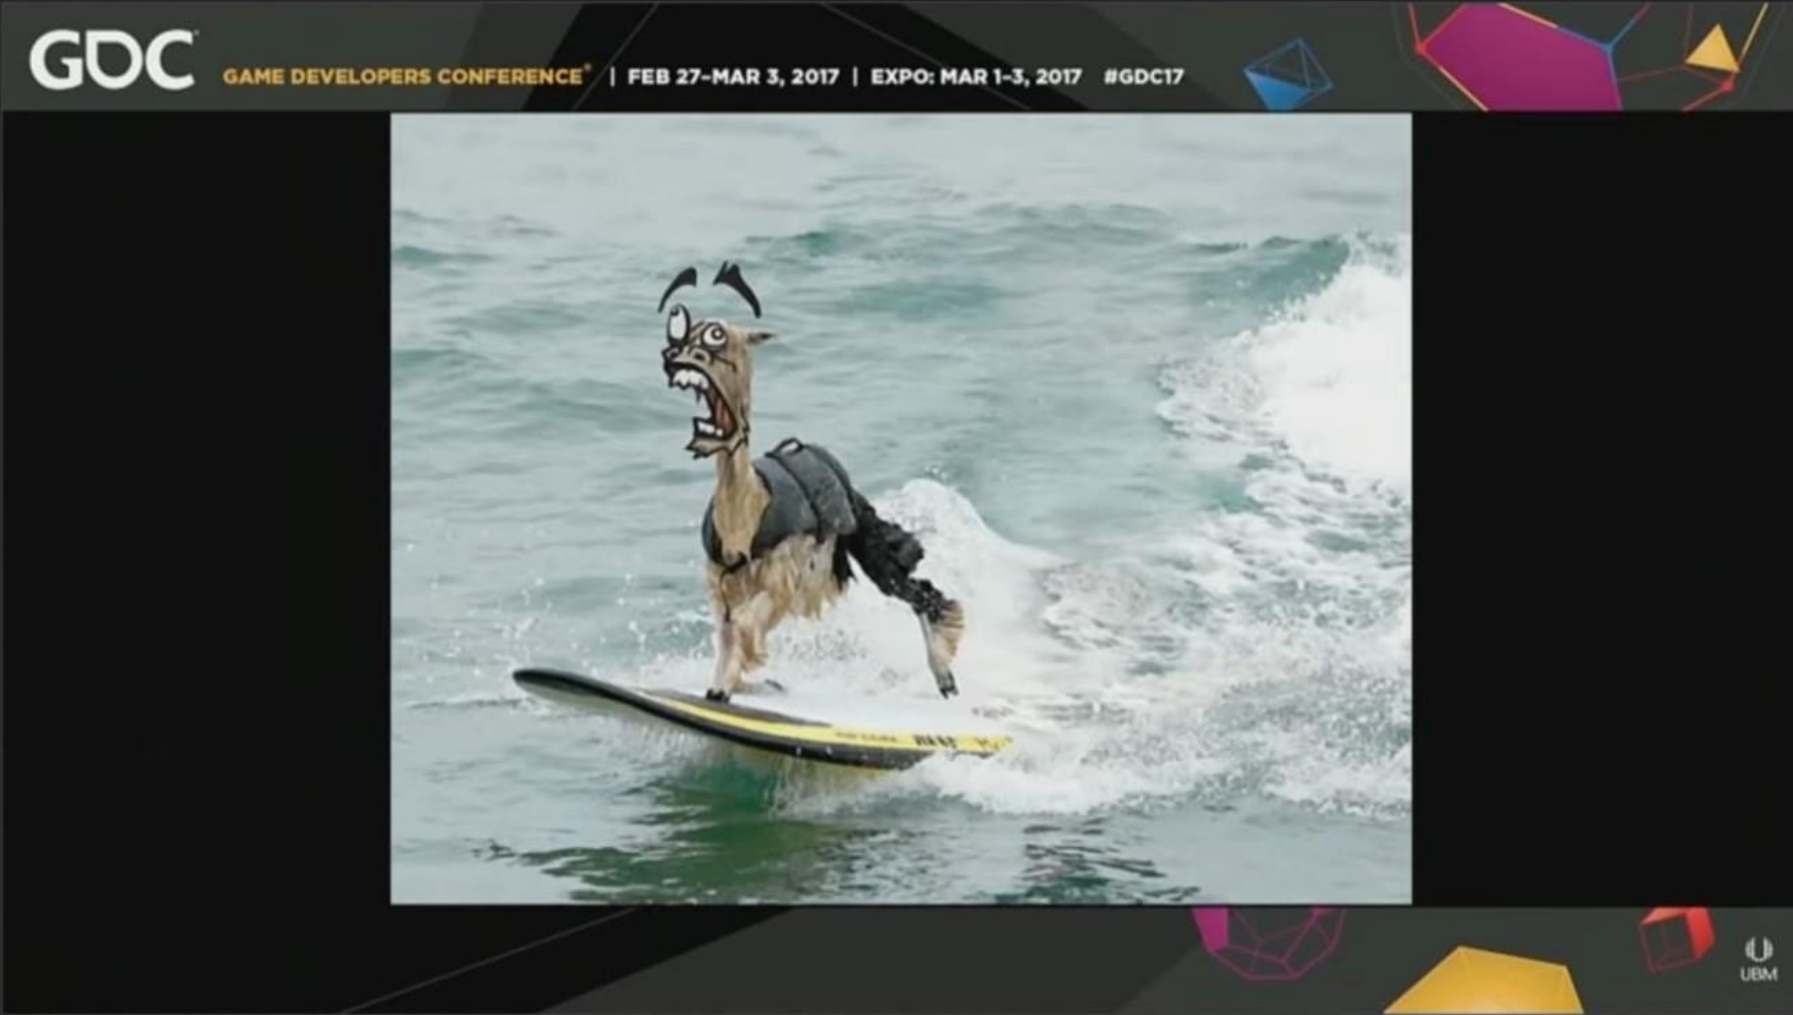 GDC
GAME DEVELOPERS CONFERENCE® | FEB 27-MAR 3, 2017 | EXPO: MAR 1-3, 2017 #GDC17
UBM